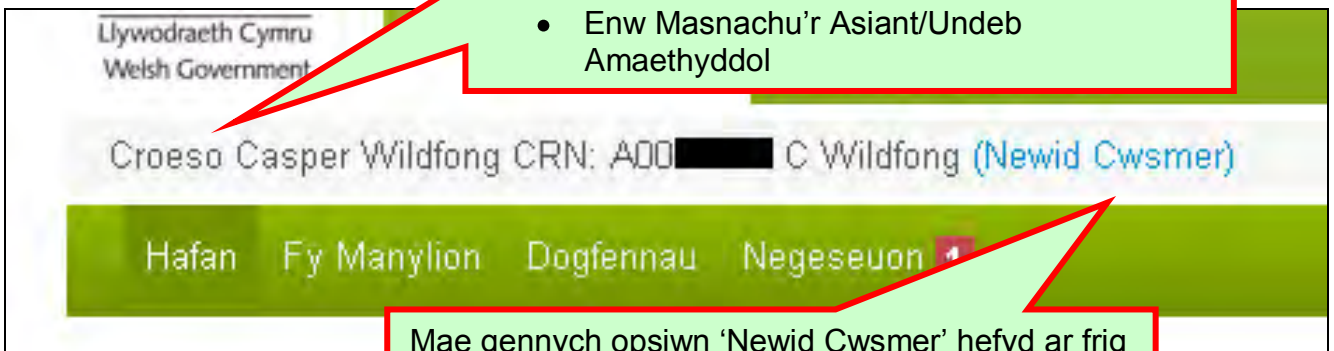 • Enw Masnachu'r Asiant/Undeb
Amaethyddol
Llywodraeth Cymru
Welsh Government
Croeso Casper Wildfong CRN: A00 C Wildfong (Newid Cwsmer)
Hafan Fy Manylion Dogfennau Negeseuon
Mae gennych opsiwn 'Newid Cwsmer' hefyd ar frig